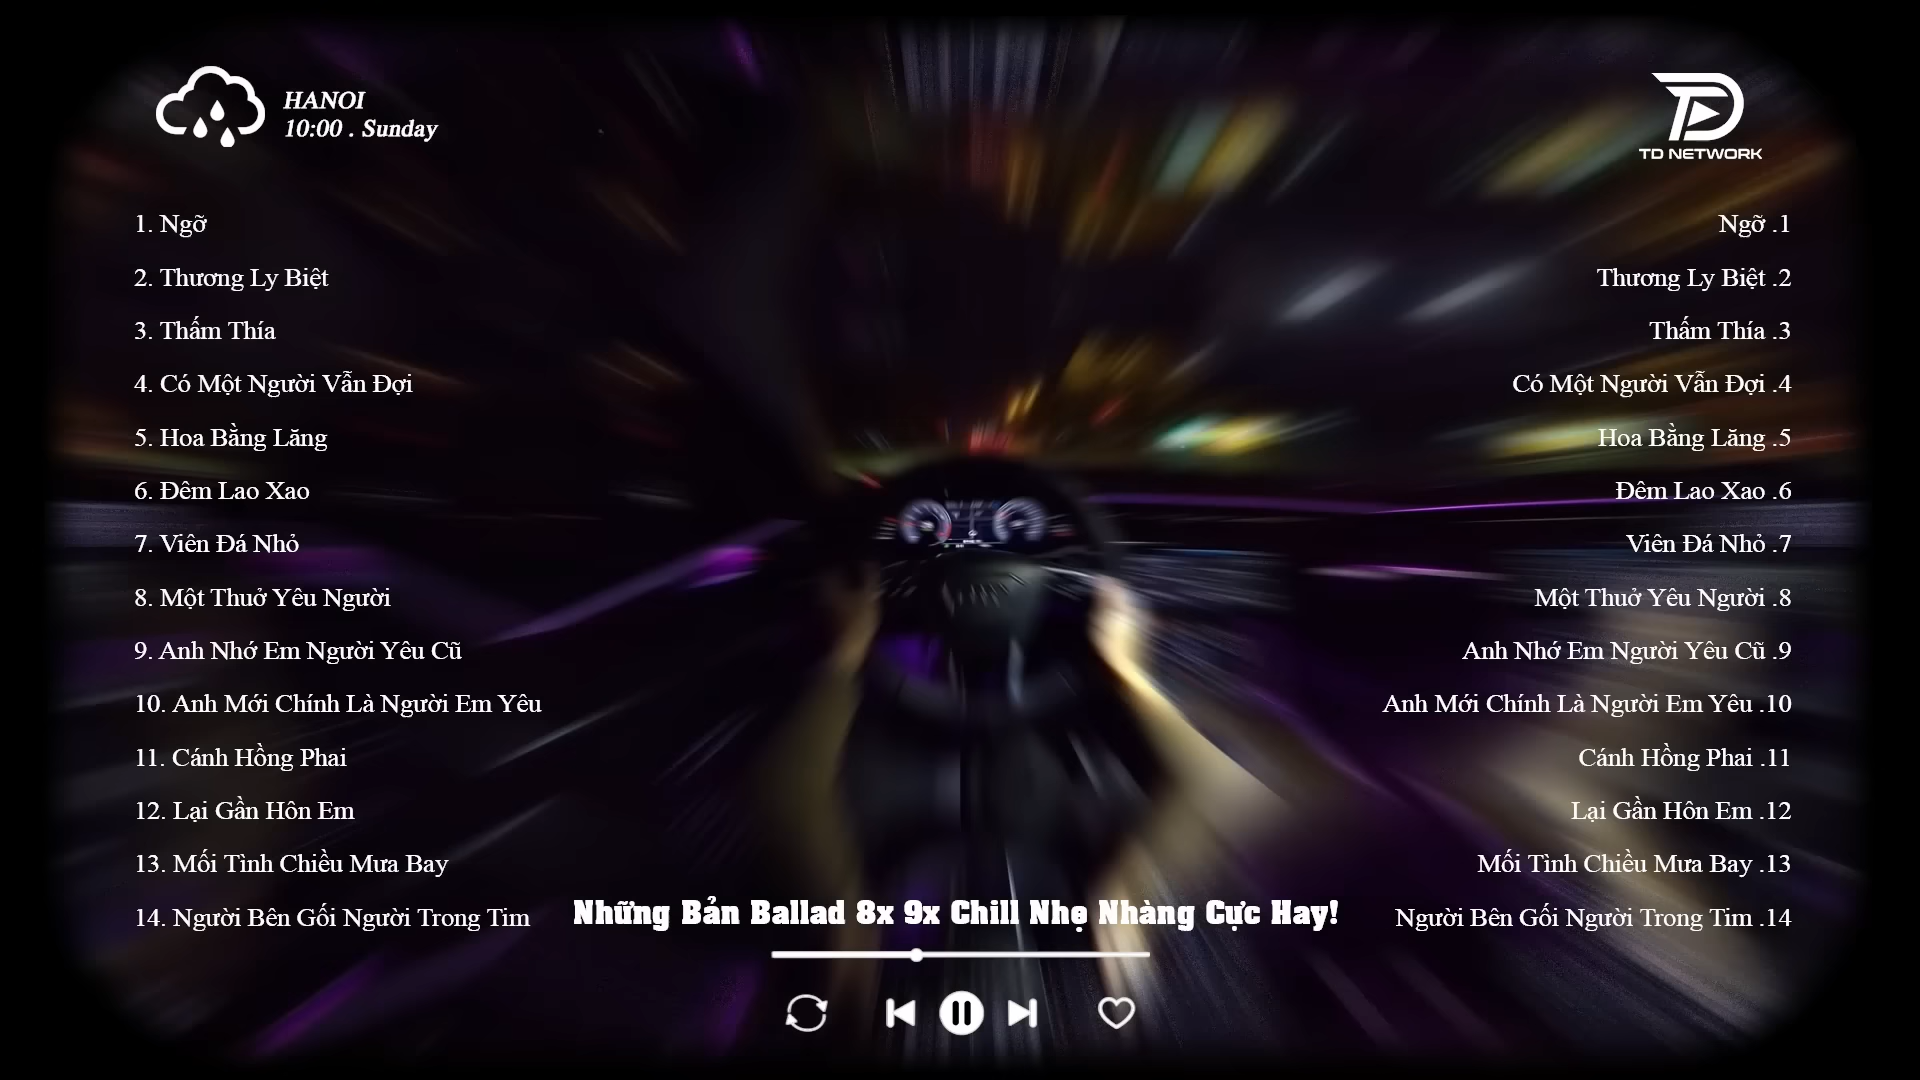 HANOI
10:00 . Sunday
TD NETWORK
1. Ngỡ
2. Thương Ly Biệt
3. Thấm Thía
4. Có Một Người Vẫn Đợi
5. Hoa Bằng Lăng
6. Đêm Lao Xao
7. Viên Đá Nhỏ
8. Một Thuở Yêu Người
9. Anh Nhớ Em Người Yêu Cũ
10. Anh Mới Chính Là Người Em Yêu
11. Cánh Hồng Phai
12. Lại Gần Hôn Em
13. Mối Tình Chiều Mưa Bay
14. Người Bên Gối Người Trong Tim
Ngỡ .1
Thương Ly Biệt .2
Thấm Thía .3
Có Một Người Vẫn Đợi .4
Hoa Bằng Lăng .5
Đêm Lao Xao .6
Viên Đá Nhỏ .7
Một Thuở Yêu Người .8
Anh Nhớ Em Người Yêu Cũ .9
Anh Mới Chính Là Người Em Yêu .10
Cánh Hồng Phai .11
Lại Gần Hôn Em .12
Mối Tình Chiều Mưa Bay .13
Người Bên Gối Người Trong Tim .14
Những Bản Ballad 8x 9x Chill Nhẹ Nhàng Cực Hay!